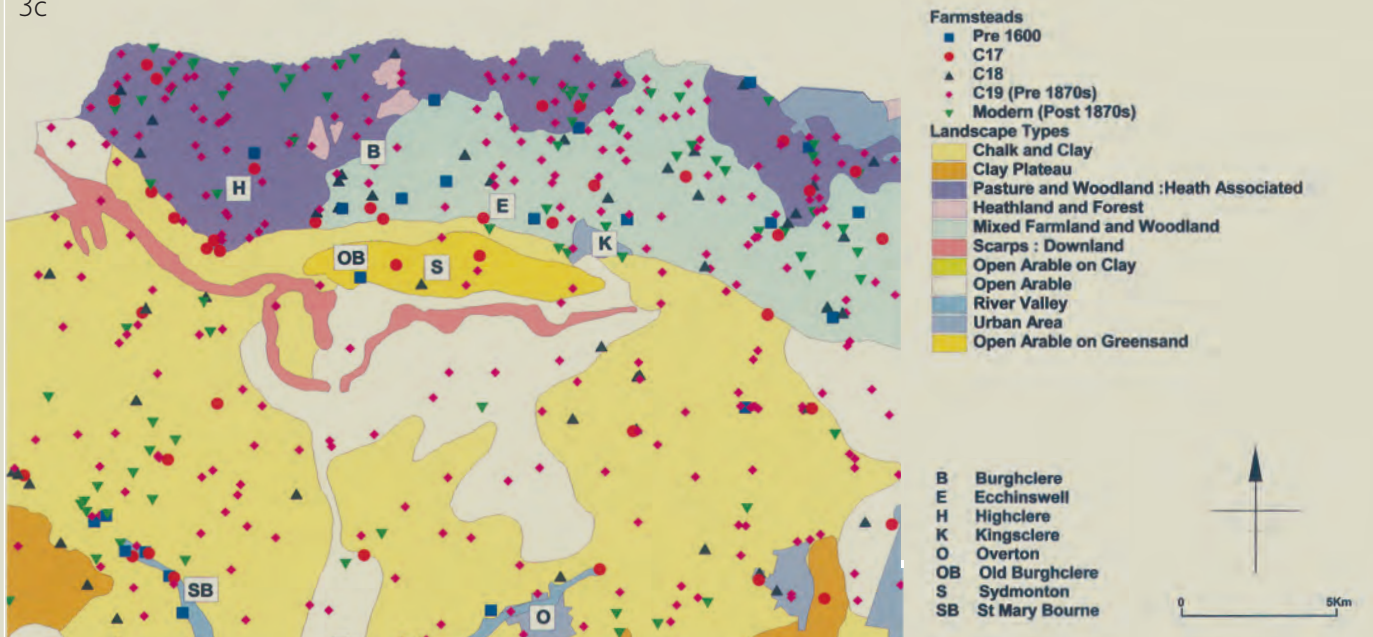 3c
Farmsteads
Pre 1600
C17
C18
C19 (Pre 1870s)
Modern (Post 1870s)
Landscape Types
Chalk and Clay
Clay Plateau
Pasture and Woodland :Heath Associated
Heathland and Forest
Mixed Farmland and Woodland
Scarps : Downland
Open Arable on Clay
Open Arable
River Valley
Urban Area
Open Arable on Greensand
B
H
E
K
OB
S
SB
O
B Burghclere
E Ecchinswell
H Highclere
K Kingsclere
O Overton
OB Old Burghclere
S Sydmonton
SB St Mary Bourne
0 5Km